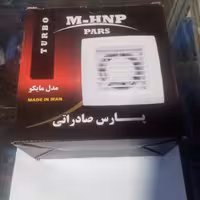 TURBO
M-HNP
PARS
مدل مایکو
MADE IN IRAN
پارس صادراتی